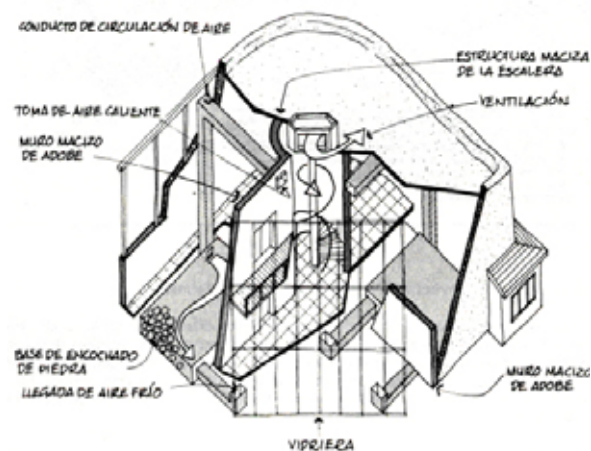 CONDUCTO DE CIRCULACIÓN DE AIRE
ESTRUCTURA MACIZA
DE LA ESCALERA
TOMA DEL AIRE CALIENTE
VENTILACIÓN
MURO MACIZO
DE ADOBE
BASE DE ENCOCHADO
DE PIEDRA
LLEGADA DE AIRE FRÍO
MURO MACIZO
DE ADOBE
VIDRIERA